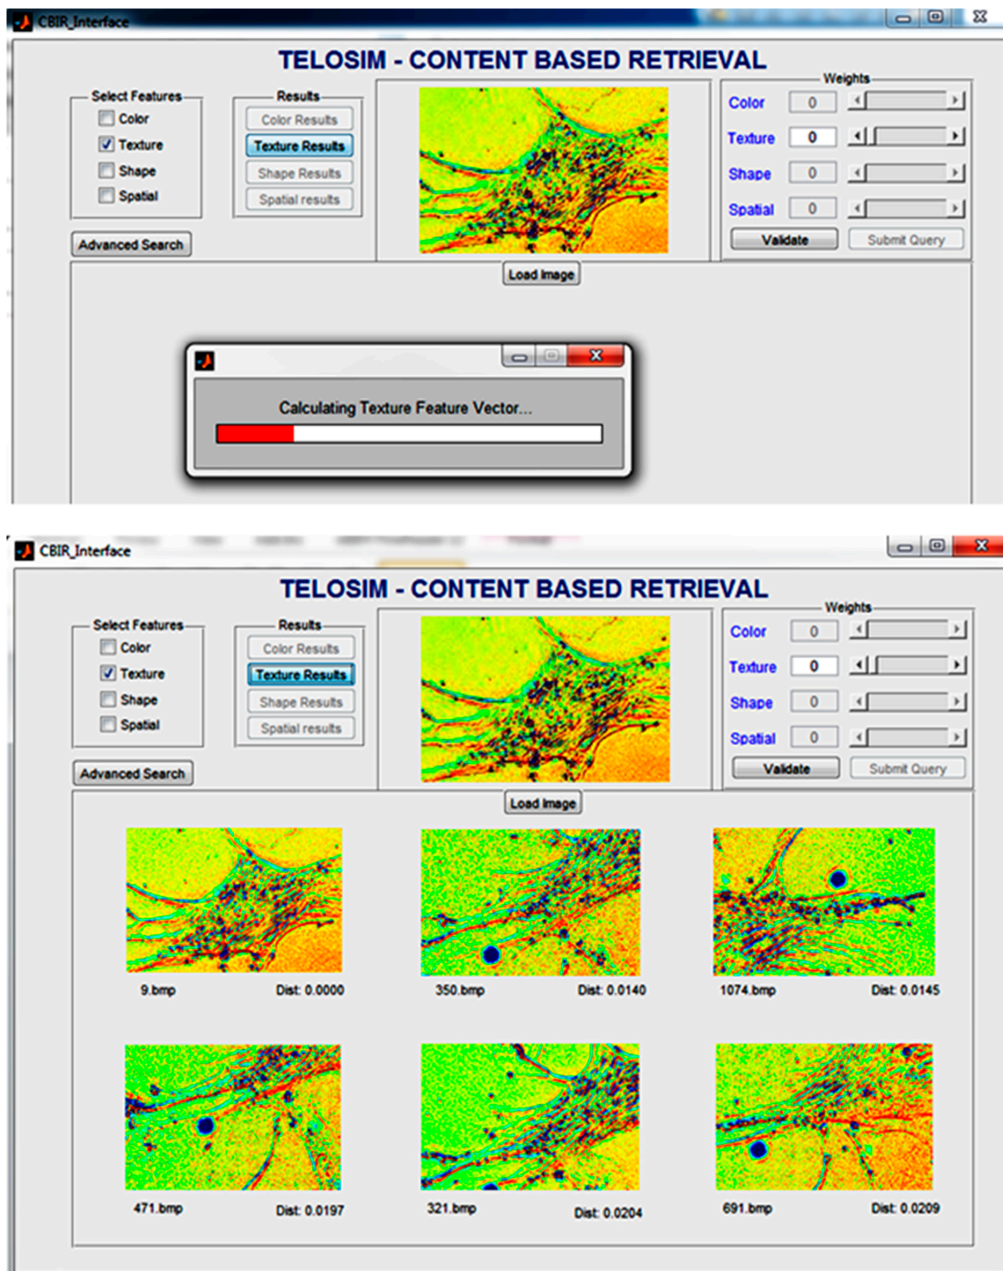 CBIR_Interface
TELOSIM - CONTENT BASED RETRIEVAL
Select Features
Color
Texture
Shape
Spatial
Advanced Search
Results
Color Results
Texture Results
Shape Results
Spatial results
Load Image
Weights
Color 0
Texture 0
Shape 0
Spatial 0
Validate Submit Query
Calculating Texture Feature Vector...
CBIR_Interface
TELOSIM - CONTENT BASED RETRIEVAL
Select Features
Color
Texture
Shape
Spatial
Advanced Search
Results
Color Results
Texture Results
Shape Results
Spatial results
Load Image
Weights
Color 0
Texture 0
Shape 0
Spatial 0
Validate Submit Query
9.bmp Dist: 0.0000 350.bmp Dist: 0.0140 1074.bmp Dist: 0.0145
471.bmp Dist: 0.0197 321.bmp Dist: 0.0204 691.bmp Dist: 0.0209